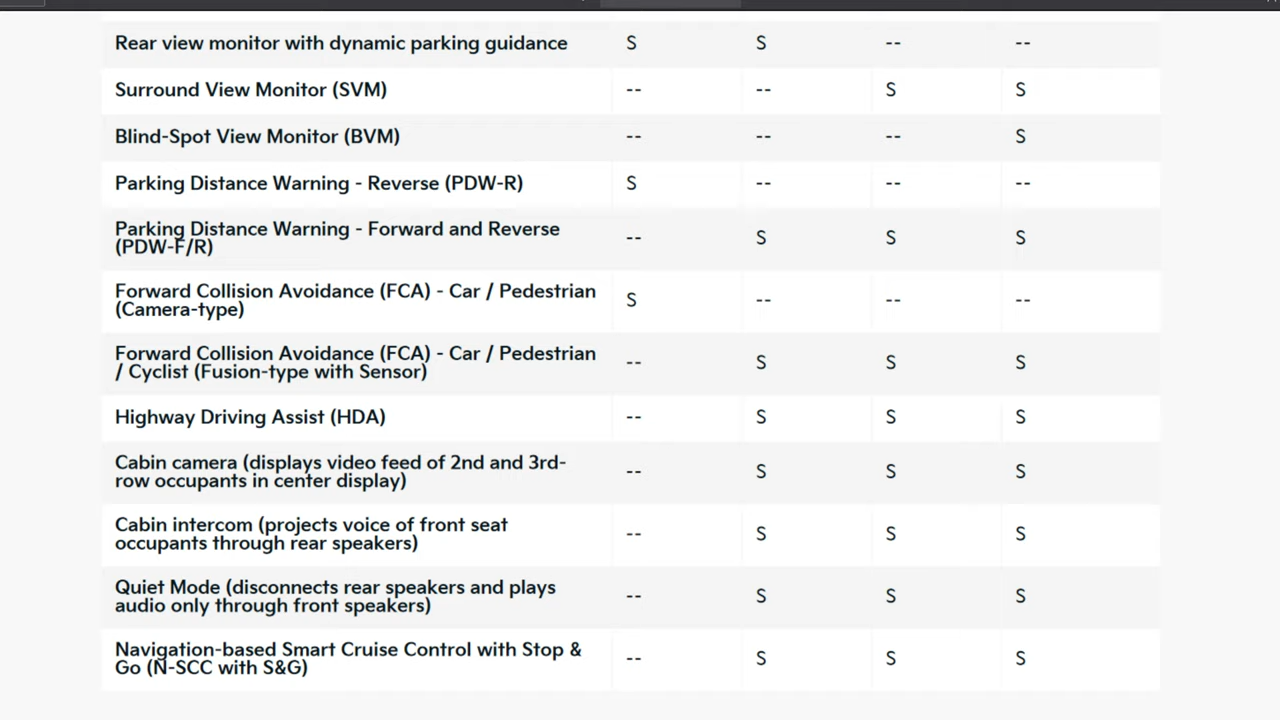 Rear view monitor with dynamic parking guidance S S -- --
Surround View Monitor (SVM) -- -- S S
Blind-Spot View Monitor (BVM) -- -- -- S
Parking Distance Warning - Reverse (PDW-R) S -- -- --
Parking Distance Warning - Forward and Reverse
(PDW-F/R) -- S S S
Forward Collision Avoidance (FCA) - Car / Pedestrian
(Camera-type) S -- -- --
Forward Collision Avoidance (FCA) - Car / Pedestrian
/ Cyclist (Fusion-type with Sensor) -- S S S
Highway Driving Assist (HDA) -- S S S
Cabin camera (displays video feed of 2nd and 3rd-
row occupants in center display) -- S S S
Cabin intercom (projects voice of front seat
occupants through rear speakers) -- S S S
Quiet Mode (disconnects rear speakers and plays
audio only through front speakers) -- S S S
Navigation-based Smart Cruise Control with Stop &
Go (N-SCC with S&G) -- S S S